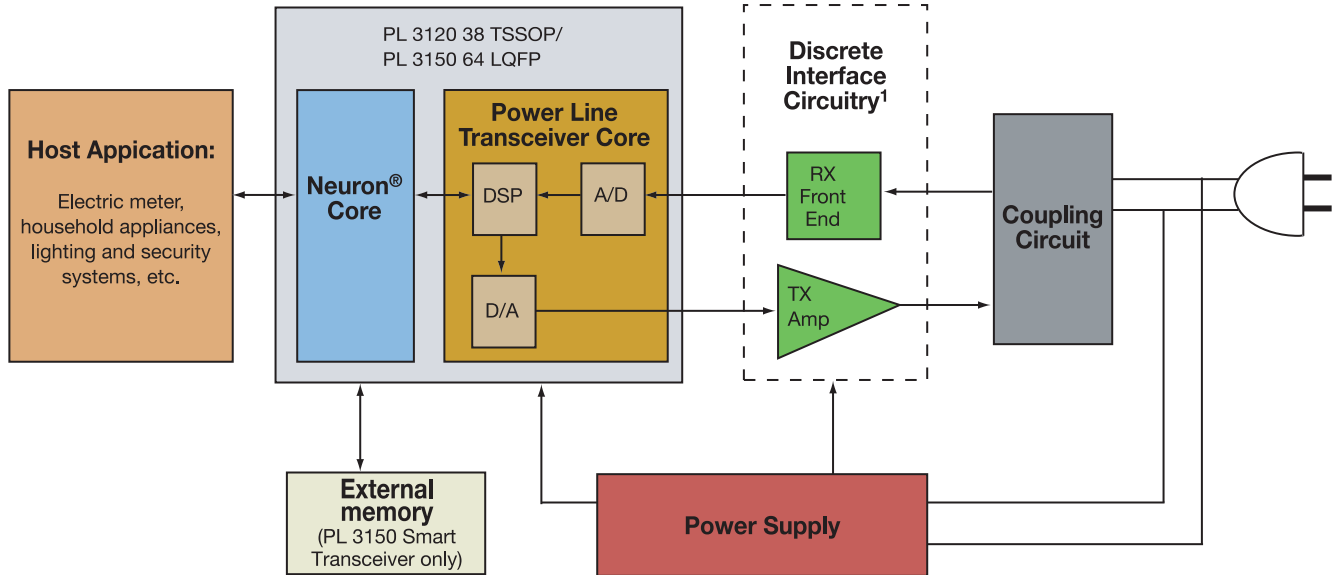 PL 3120 38 TSSOP/
PL 3150 64 LQFP
Host Appication:
Electric meter,
household appliances,
lighting and security
systems, etc.
Neuron®
Core
Power Line
Transceiver Core
DSP
A/D
D/A
Discrete
Interface
Circuitry¹
RX
Front
End
TX
Amp
Coupling
Circuit
External
memory
(PL 3150 Smart
Transceiver only)
Power Supply